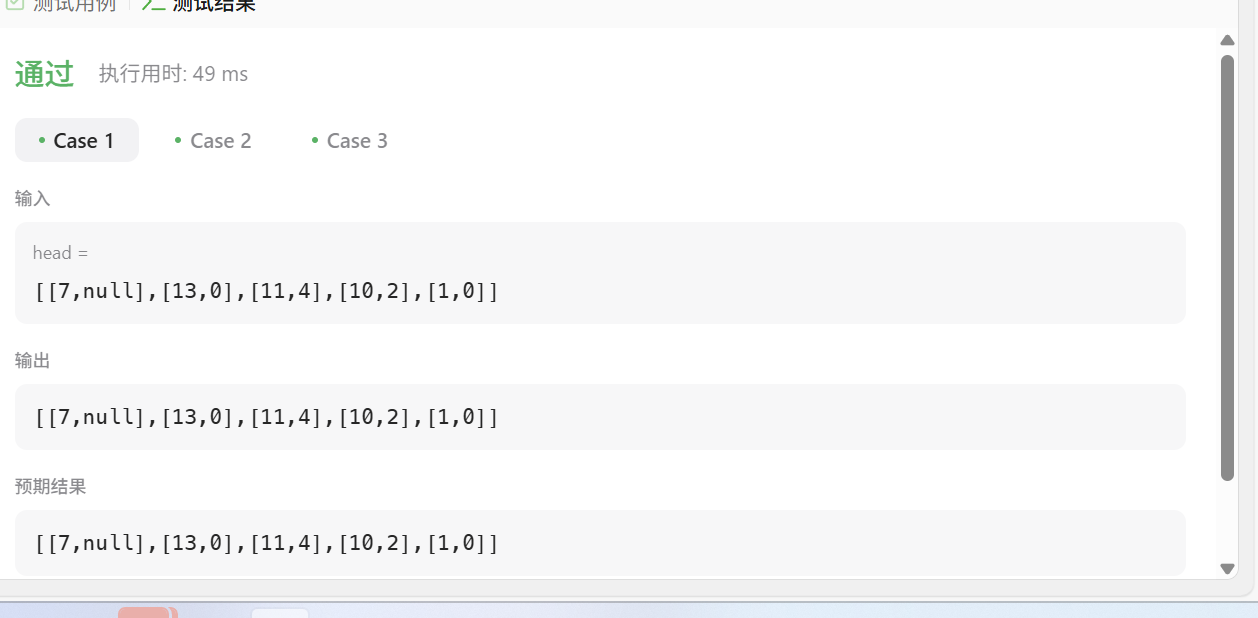 测试用例 测试结果
通过 执行用时: 49 ms
Case 1 Case 2 Case 3
输入
head =
[[7,null],[13,0],[11,4],[10,2],[1,0]]
输出
[[7,null],[13,0],[11,4],[10,2],[1,0]]
预期结果
[[7,null],[13,0],[11,4],[10,2],[1,0]]